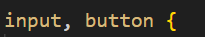 input, button {